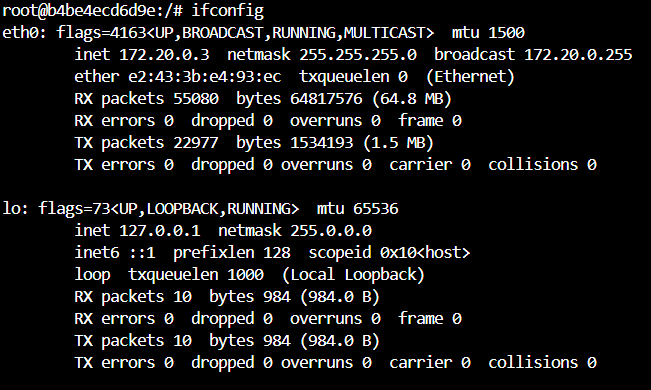 root@b4be4ecd6d9e:/# ifconfig
eth0: flags=4163<UP,BROADCAST,RUNNING,MULTICAST>  mtu 1500
        inet 172.20.0.3  netmask 255.255.255.0  broadcast 172.20.0.255
        ether e2:43:3b:e4:93:ec  txqueuelen 0  (Ethernet)
        RX packets 55080  bytes 64817576 (64.8 MB)
        RX errors 0  dropped 0  overruns 0  frame 0
        TX packets 22977  bytes 1534193 (1.5 MB)
        TX errors 0  dropped 0 overruns 0  carrier 0  collisions 0

lo: flags=73<UP,LOOPBACK,RUNNING>  mtu 65536
        inet 127.0.0.1  netmask 255.0.0.0
        inet6 ::1  prefixlen 128  scopeid 0x10<host>
        loop  txqueuelen 1000  (Local Loopback)
        RX packets 10  bytes 984 (984.0 B)
        RX errors 0  dropped 0  overruns 0  frame 0
        TX packets 10  bytes 984 (984.0 B)
        TX errors 0  dropped 0 overruns 0  carrier 0  collisions 0